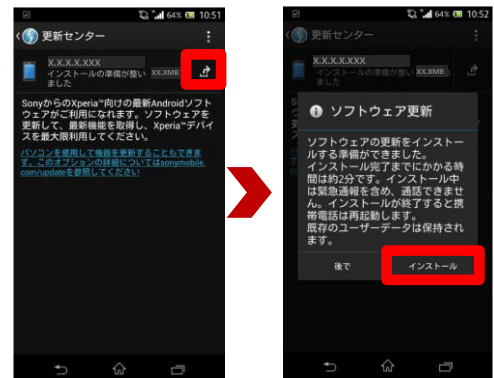 64% 10:51
更新センター
X.X.X.XXX
インストールの準備が整い
ました
XX.XMB
SonyからのXperia™向けの最新Androidソフト
ウェアがご利用になれます。ソフトウェアを
更新して、最新機能を取得し、Xperia™デバイ
スを最大限利用してください。
パソコンを使用して機器を更新することもできま
す。このオプションの詳細についてはsonymobile.
com/updateを参照してください
64% 10:52
更新センター
X.X.X.XXX
インストールの準備が整い
ました
XX.XMB
ソフトウェア更新
ソフトウェアの更新をインストー
ルする準備ができました。
インストール完了までにかかる時
間は約2分です。インストール中
は緊急通報を含め、通話できませ
ん。インストールが終了すると携
帯電話は再起動します。
既存のユーザーデータは保持され
ます。
後で
インストール